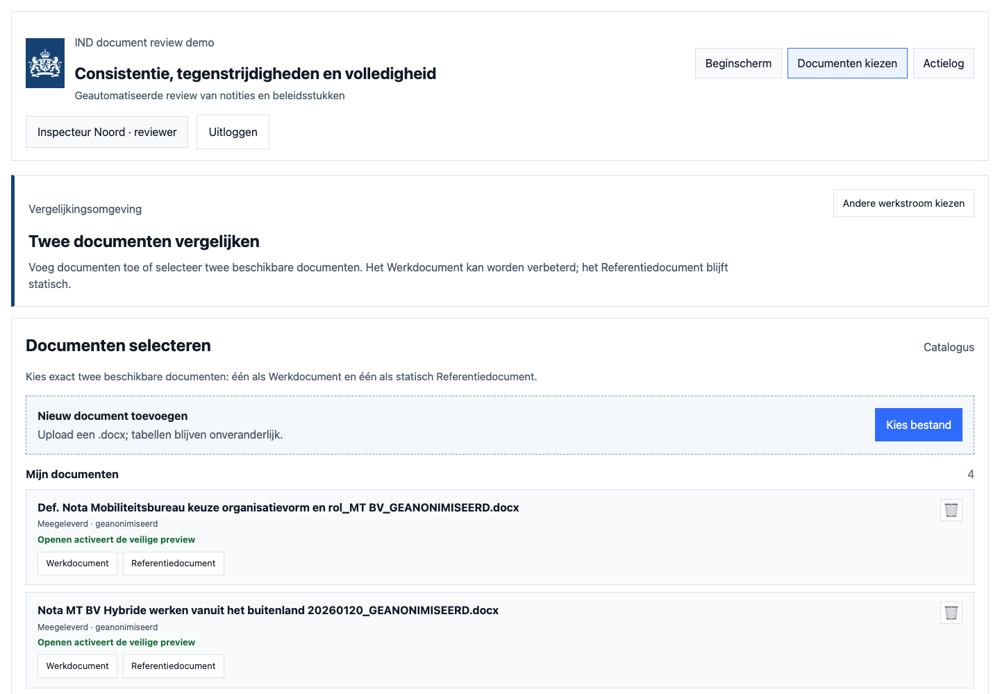 IND document review demo
Consistentie, tegenstrijdigheden en volledigheid
Geautomatiseerde review van notities en beleidsstukken
Beginscherm
Documenten kiezen
Actielog
Inspecteur Noord · reviewer
Uitloggen
Vergelijkingsomgeving
Andere werkstroom kiezen
Twee documenten vergelijken
Voeg documenten toe of selecteer twee beschikbare documenten. Het Werkdocument kan worden verbeterd; het Referentiedocument blijft
statisch.
Documenten selecteren
Catalogus
Kies exact twee beschikbare documenten: één als Werkdocument en één als statisch Referentiedocument.
Nieuw document toevoegen
Upload een .docx; tabellen blijven onveranderlijk.
Kies bestand
Mijn documenten
4
Def. Nota Mobiliteitsbureau keuze organisatievorm en rol_MT BV_GEANONIMISEERD.docx
Meegeleverd · geanonimiseerd
Openen activeert de veilige preview
Werkdocument
Referentiedocument
Nota MT BV Hybride werken vanuit het buitenland 20260120_GEANONIMISEERD.docx
Meegeleverd · geanonimiseerd
Openen activeert de veilige preview
Werkdocument
Referentiedocument